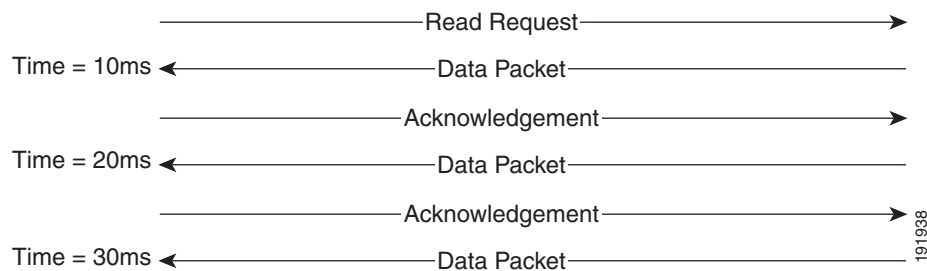 Read Request
Time = 10ms Data Packet
Acknowledgement
Time = 20ms Data Packet
Acknowledgement
Time = 30ms Data Packet
191938